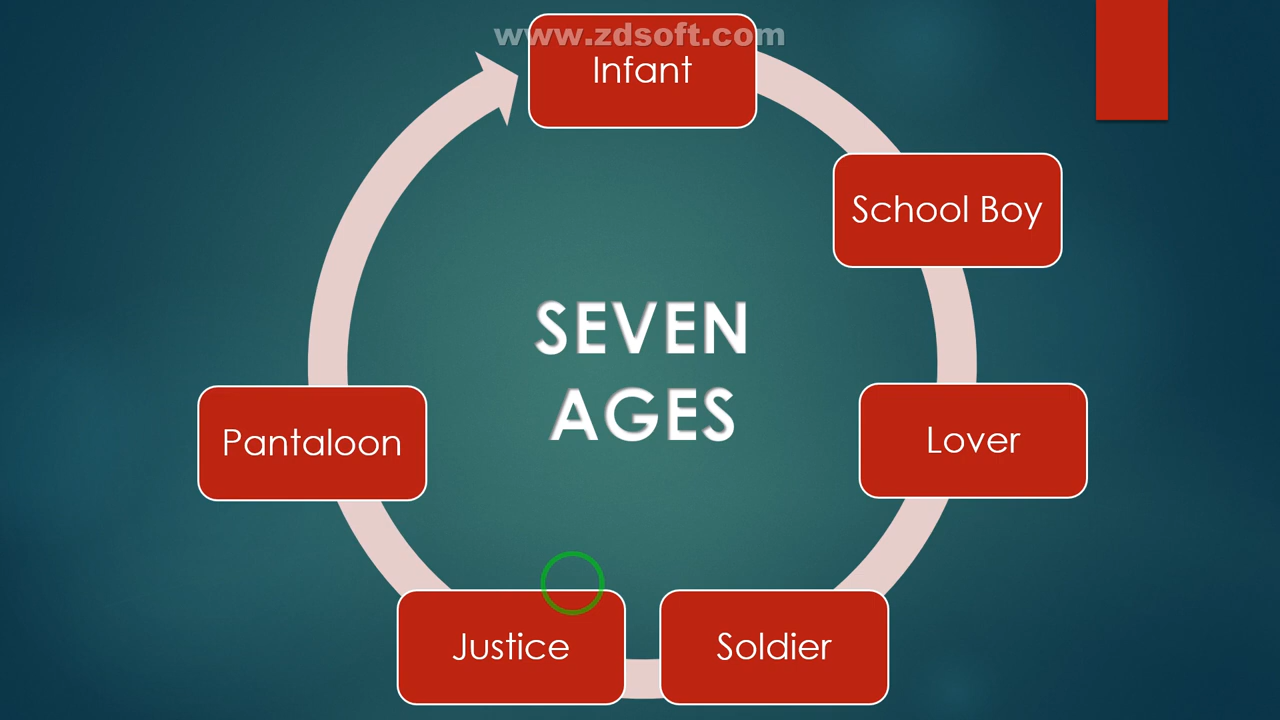 www.zdsoft.com
Infant
School Boy
SEVEN
AGES
Lover
Pantaloon
Justice
Soldier